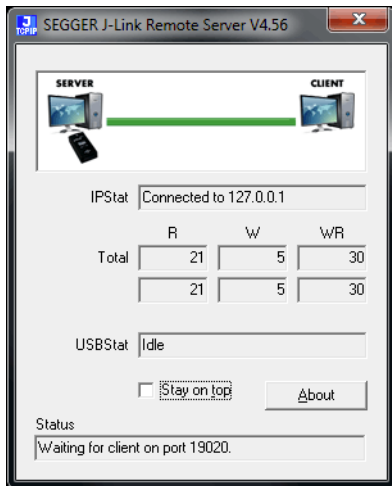 J
TCPIP
SEGGER J-Link Remote Server V4.56
SERVER CLIENT
IPStat Connected to 127.0.0.1
R W WR
Total 21 5 30
21 5 30
USBStat Idle
Stay on top About
Status
Waiting for client on port 19020.